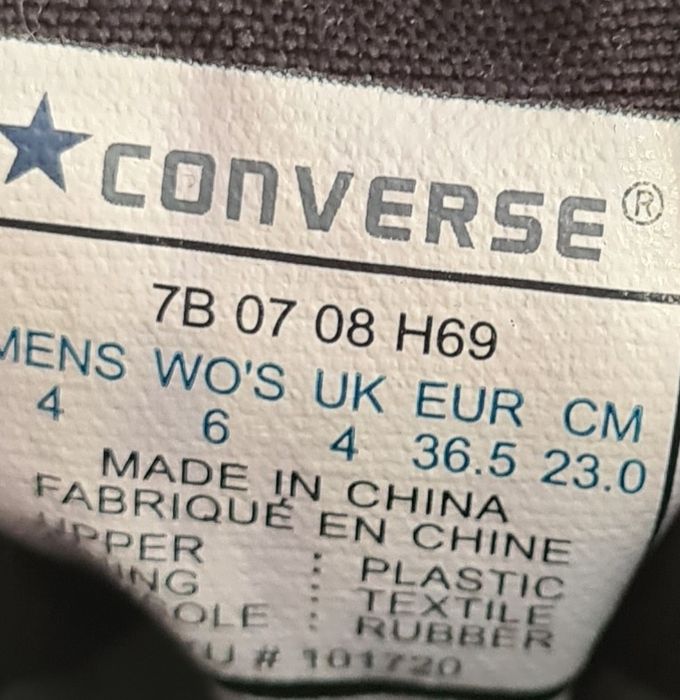 CONVERSE®
7B 07 08 H69
MENS WO'S UK EUR CM
4 6 4 36.5 23.0
MADE IN CHINA
FABRIQUÉ EN CHINE
UPPER : PLASTIC
: TEXTILE
: RUBBER
# 101720